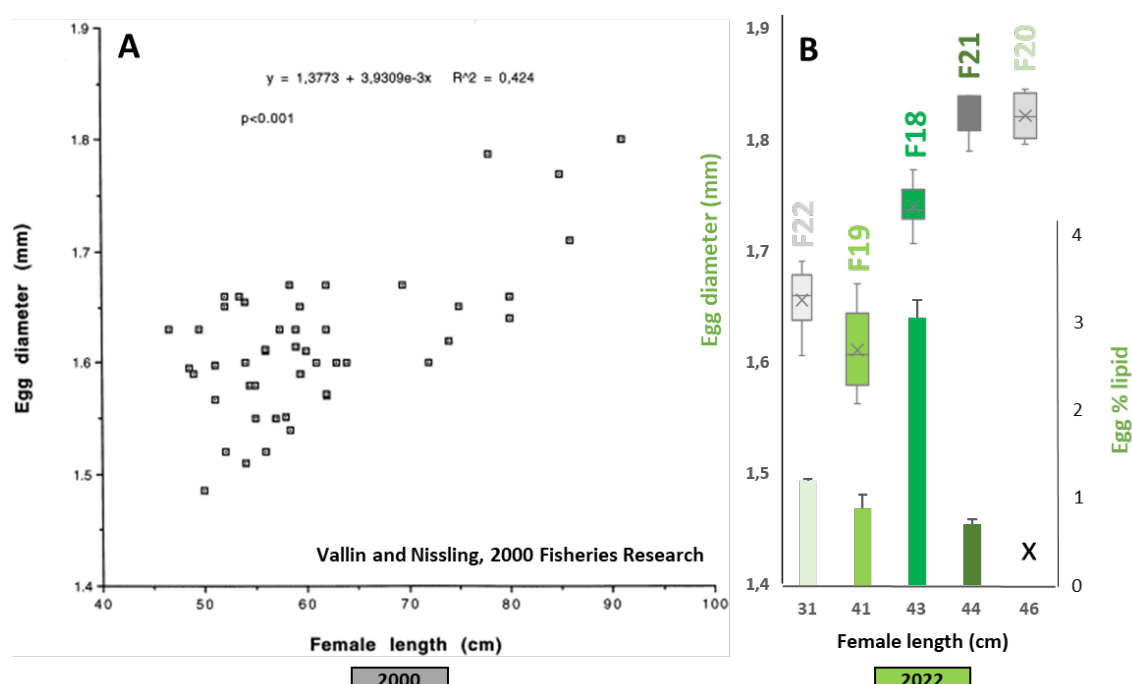 A
y = 1,3773 + 3,9309e-3x R^2 = 0,424
p<0.001
1.9
1.8
1.7
1.6
1.5
1.4
Egg diameter (mm)
40 50 60 70 80 90 100
Female length (cm)
Vallin and Nissling, 2000 Fisheries Research
2000
B
1,9
1,8
1,7
1,6
1,5
1,4
Egg diameter (mm)
F22
F19
F18
F21
F20
X
4
3
2
1
0
Egg % lipid
31 41 43 44 46
Female length (cm)
2022